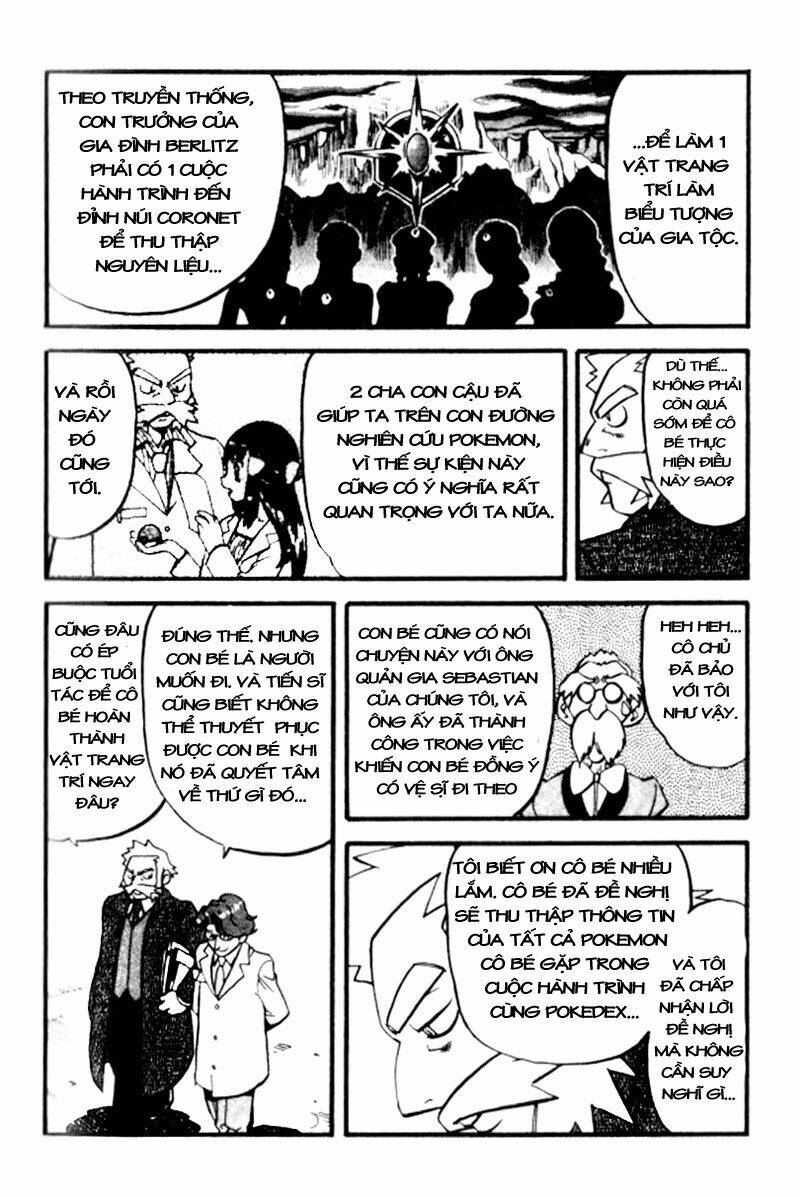 THEO TRUYỀN THỐNG,
CON TRƯỞNG CỦA
GIA ĐÌNH BERLITZ
PHẢI CÓ 1 CUỘC
HÀNH TRÌNH ĐẾN
ĐỈNH NÚI CORONET
ĐỂ THU THẬP
NGUYÊN LIỆU...
...ĐỂ LÀM 1
VẬT TRANG
TRÍ LÀM
BIỂU TƯỢNG
CỦA GIA TỘC.
VÀ RỒI
NGÀY
ĐÓ
CŨNG
TỚI.
2 CHA CON CẬU ĐÃ
GIÚP TA TRÊN CON ĐƯỜNG
NGHIÊN CỨU POKEMON,
VÌ THẾ SỰ KIỆN NÀY
CŨNG CÓ Ý NGHĨA RẤT
QUAN TRỌNG VỚI TA NỮA.
DÙ THẾ...
KHÔNG PHẢI
CÒN QUÁ
SỚM ĐỂ CÔ
BÉ THỰC
HIỆN ĐIỀU
NÀY SAO?
CŨNG ĐÂU
CÓ ÉP
BUỘC TUỔI
TÁC ĐỂ CÔ
BÉ HOÀN
THÀNH
VẬT TRANG
TRÍ NGAY
ĐÂU?
ĐÚNG THẾ, NHƯNG
CON BÉ LÀ NGƯỜI
MUỐN ĐI. VÀ TIẾN SĨ
CŨNG BIẾT KHÔNG
THỂ THUYẾT PHỤC
ĐƯỢC CON BÉ KHI
NÓ ĐÃ QUYẾT TÂM
VỀ THỨ GÌ ĐÓ...
CON BÉ CŨNG CÓ NÓI
CHUYỆN NÀY VỚI ÔNG
QUẢN GIA SEBASTIAN
CỦA CHÚNG TÔI, VÀ
ÔNG ẤY ĐÃ THÀNH
CÔNG TRONG VIỆC
KHIẾN CON BÉ ĐỒNG Ý
CÓ VỆ SĨ ĐI THEO
HEH HEH...
CÔ CHỦ
ĐÃ BẢO
VỚI TÔI
NHƯ VẬY.
TÔI BIẾT ƠN CÔ BÉ NHIỀU
LẮM. CÔ BÉ ĐÃ ĐỀ NGHỊ
SẼ THU THẬP THÔNG TIN
CỦA TẤT CẢ POKEMON
CÔ BÉ GẶP TRONG
CUỘC HÀNH TRÌNH
CÙNG POKEDEX...
VÀ TÔI
ĐÃ CHẤP
NHẬN LỜI
ĐỀ NGHỊ
MÀ KHÔNG
CẦN SUY
NGHĨ GÌ...